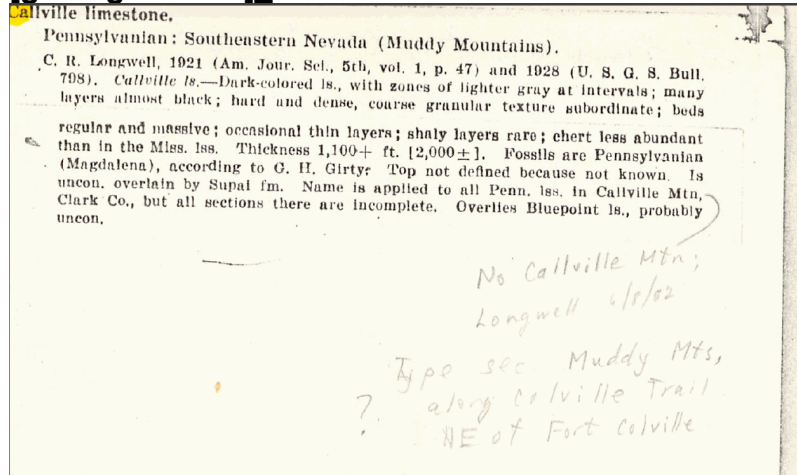 Callville limestone.
Pennsylvanian: Southeastern Nevada (Muddy Mountains).
C. R. Longwell, 1921 (Am. Jour. Sci., 5th, vol. 1, p. 47) and 1928 (U. S. G. S. Bull.
798). Callville ls.—Dark-colored ls., with zones of lighter gray at intervals; many
layers almost black; hard and dense, coarse granular texture subordinate; beds
regular and massive; occasional thin layers; shaly layers rare; chert less abundant
than in the Miss. lss. Thickness 1,100+ ft. [2,000±]. Fossils are Pennsylvanian
(Magdalena), according to G. H. Girty. Top not defined because not known. Is
uncon. overlain by Supai fm. Name is applied to all Penn. lss. in Callville Mtn,
Clark Co., but all sections there are incomplete. Overlies Bluepoint ls., probably
uncon.
No Callville Mtn;
Longwell 6/8/62
Type sec Muddy Mts,
? along Colville Trail
NE of Fort Colville